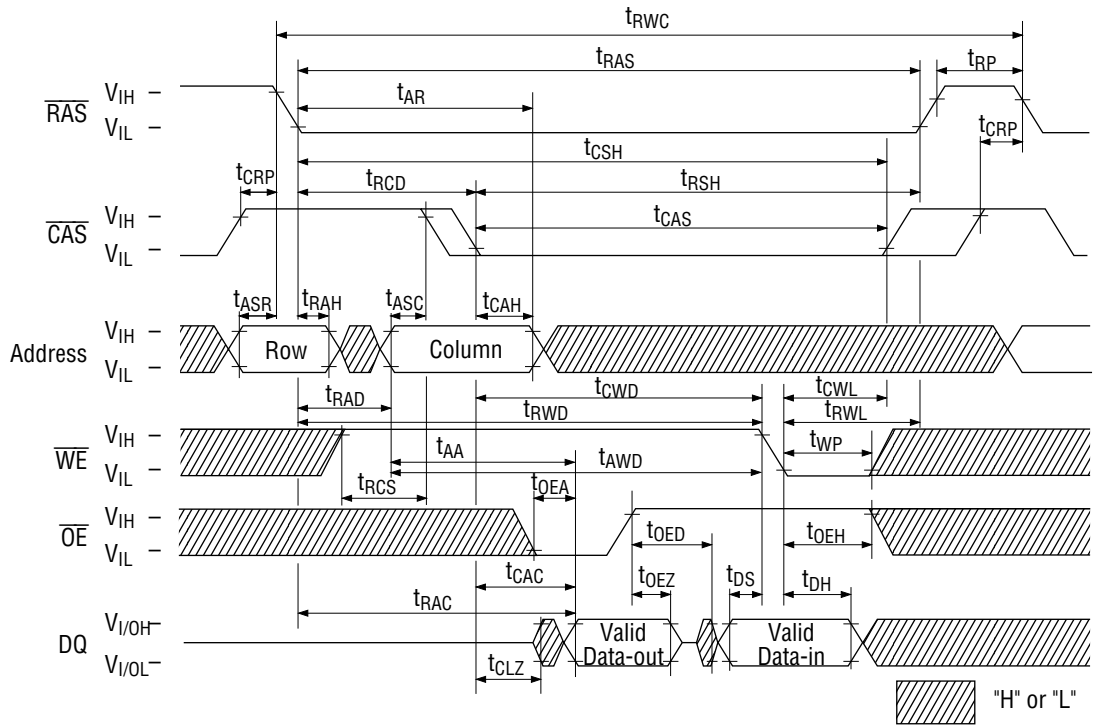 tRWC
tRAS
tRP
tAR
RAS
VIH
VIL
tCRP
tCSH
tCRP
tRCD
tRSH
CAS
VIH
VIL
tCAS
tASR
tRAH
tASC
tCAH
Address
VIH
VIL
Row
Column
tRAD
tCWD
tCWL
tRWD
tRWL
WE
VIH
VIL
tAA
tAWD
tWP
tRCS
tOEA
OE
VIH
VIL
tOED
tOEH
tCAC
tOEZ
tDS
tDH
tRAC
DQ
VI/OH
VI/OL
Valid
Data-out
Valid
Data-in
tCLZ
"H" or "L"